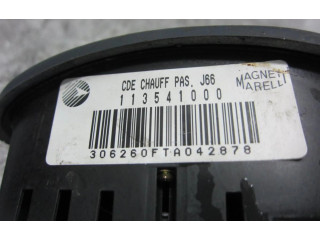 CDE CHAUFF PAS. J66
113541000
MAGNETI
MARELLI
306260FTA042878